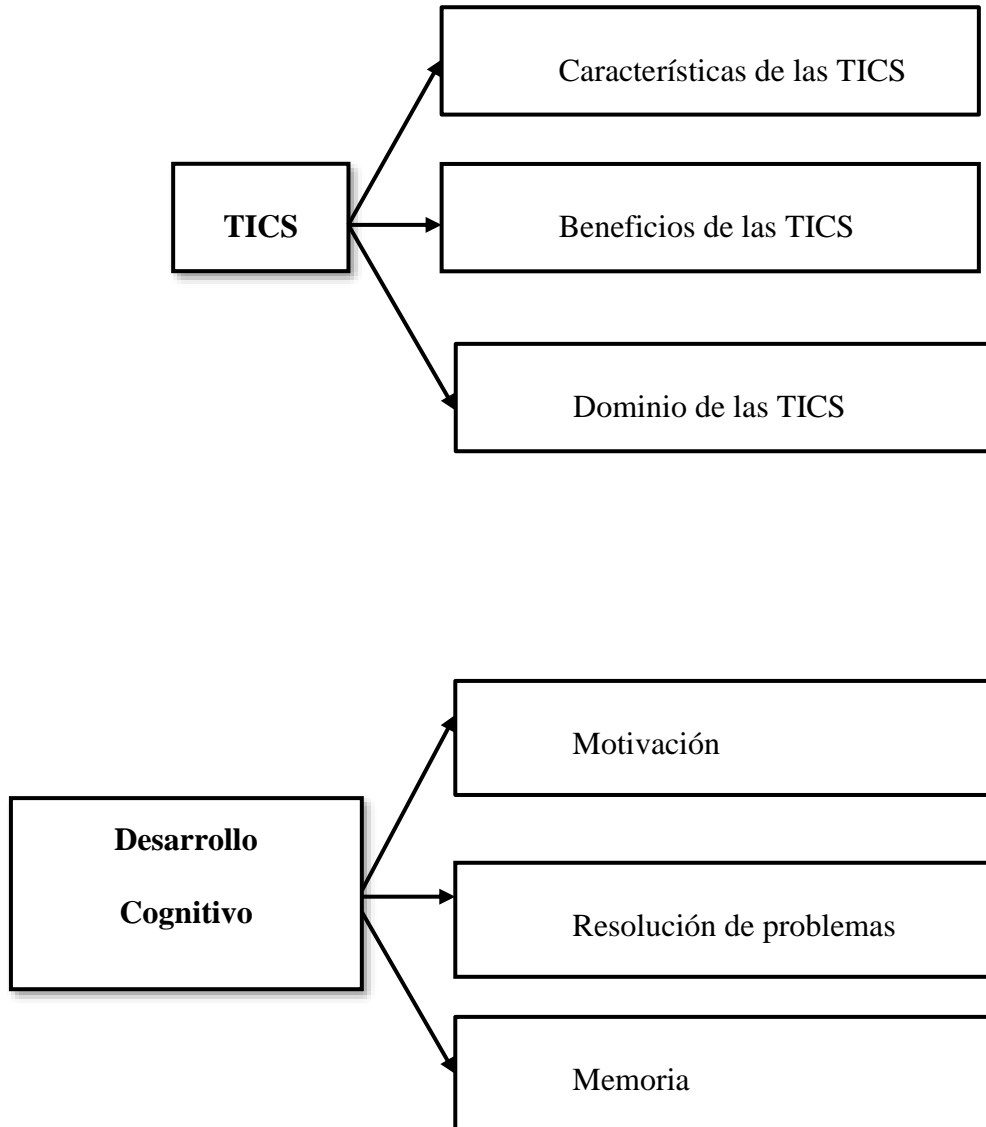 Características de las TICS
TICS
Beneficios de las TICS
Dominio de las TICS
Motivación
Desarrollo
Cognitivo
Resolución de problemas
Memoria